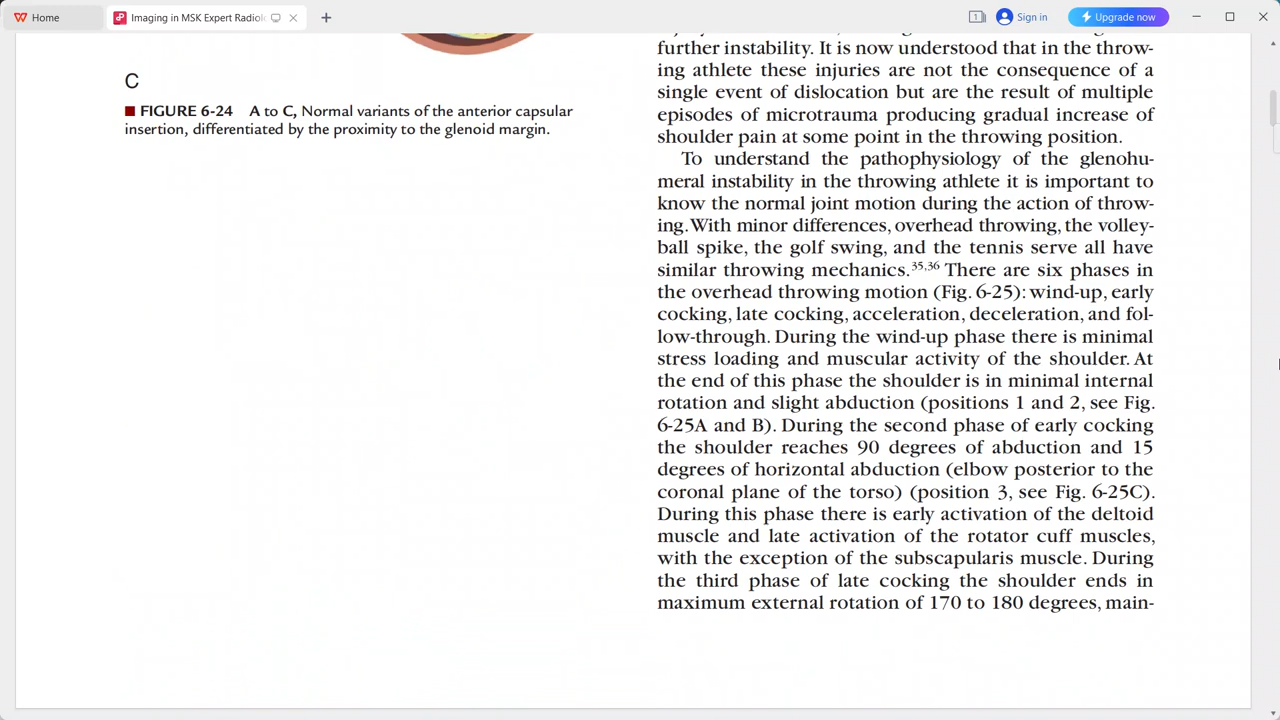 Home
Imaging in MSK Expert Radiol
1
Sign in
Upgrade now
C
FIGURE 6-24 A to C, Normal variants of the anterior capsular
insertion, differentiated by the proximity to the glenoid margin.
further instability. It is now understood that in the throw-
ing athlete these injuries are not the consequence of a
single event of dislocation but are the result of multiple
episodes of microtrauma producing gradual increase of
shoulder pain at some point in the throwing position.
To understand the pathophysiology of the glenohu-
meral instability in the throwing athlete it is important to
know the normal joint motion during the action of throw-
ing. With minor differences, overhead throwing, the volley-
ball spike, the golf swing, and the tennis serve all have
similar throwing mechanics.35,36 There are six phases in
the overhead throwing motion (Fig. 6-25): wind-up, early
cocking, late cocking, acceleration, deceleration, and fol-
low-through. During the wind-up phase there is minimal
stress loading and muscular activity of the shoulder. At
the end of this phase the shoulder is in minimal internal
rotation and slight abduction (positions 1 and 2, see Fig.
6-25A and B). During the second phase of early cocking
the shoulder reaches 90 degrees of abduction and 15
degrees of horizontal abduction (elbow posterior to the
coronal plane of the torso) (position 3, see Fig. 6-25C).
During this phase there is early activation of the deltoid
muscle and late activation of the rotator cuff muscles,
with the exception of the subscapularis muscle. During
the third phase of late cocking the shoulder ends in
maximum external rotation of 170 to 180 degrees, main-